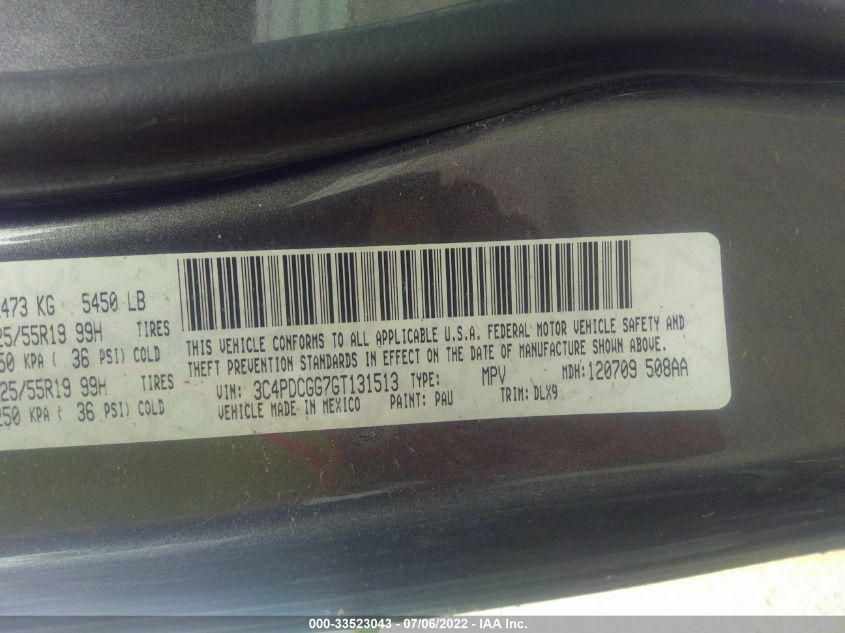 473 KG 5450 LB
25/55R19 99H TIRES
50 KPA ( 36 PSI) COLD
25/55R19 99H TIRES
250 KPA ( 36 PSI) COLD
THIS VEHICLE CONFORMS TO ALL APPLICABLE U.S.A. FEDERAL MOTOR VEHICLE SAFETY AND
THEFT PREVENTION STANDARDS IN EFFECT ON THE DATE OF MANUFACTURE SHOWN ABOVE.
VIN: 3C4PDCGG7GT131513 TYPE: MPV MDH: 120709 508AA
VEHICLE MADE IN MEXICO PAINT: PAU TRIM: DLX9
000-33523043 - 07/06/2022 - IAA Inc.